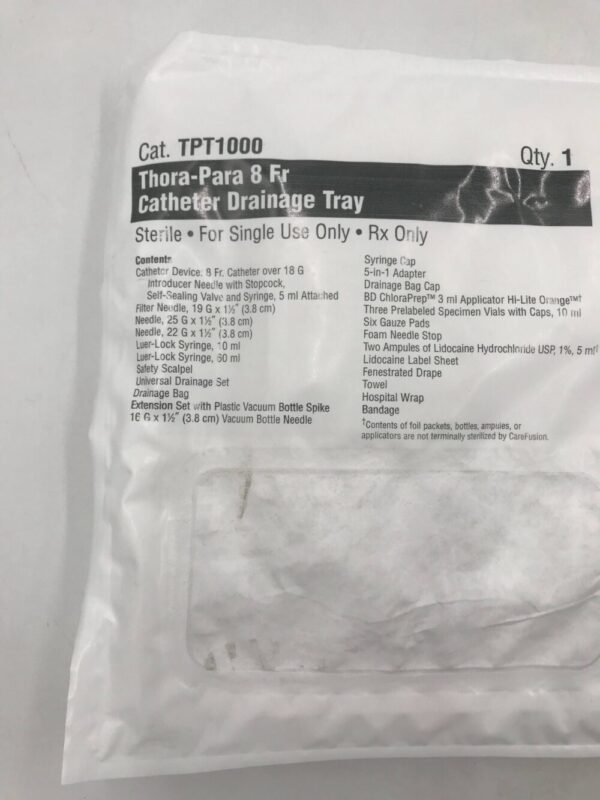 Cat. TPT1000
Qty. 1
Thora-Para 8 Fr
Catheter Drainage Tray
Sterile • For Single Use Only • Rx Only
Contents
Catheter Device, 8 Fr. Catheter over 18 G
Introducer Needle with Stopcock,
Self-Sealing Valve and Syringe, 5 ml Attached
Filter Needle, 19 G x 1½" (3.8 cm)
Needle, 25 G x 1½" (3.8 cm)
Needle, 22 G x 1½" (3.8 cm)
Luer-Lock Syringe, 10 ml
Luer-Lock Syringe, 60 ml
Safety Scalpel
Universal Drainage Set
Drainage Bag
Extension Set with Plastic Vacuum Bottle Spike
16 G x 1½" (3.8 cm) Vacuum Bottle Needle
Syringe Cap
5-in-1 Adapter
Drainage Bag Cap
BD ChloraPrep™ 3 ml Applicator Hi-Lite Orange™†
Three Prelabeled Specimen Vials with Caps, 10 ml
Six Gauze Pads
Foam Needle Stop
Two Ampules of Lidocaine Hydrochloride USP, 1%, 5 ml†
Lidocaine Label Sheet
Fenestrated Drape
Towel
Hospital Wrap
Bandage
†Contents of foil packets, bottles, ampules, or
applicators are not terminally sterilized by CareFusion.